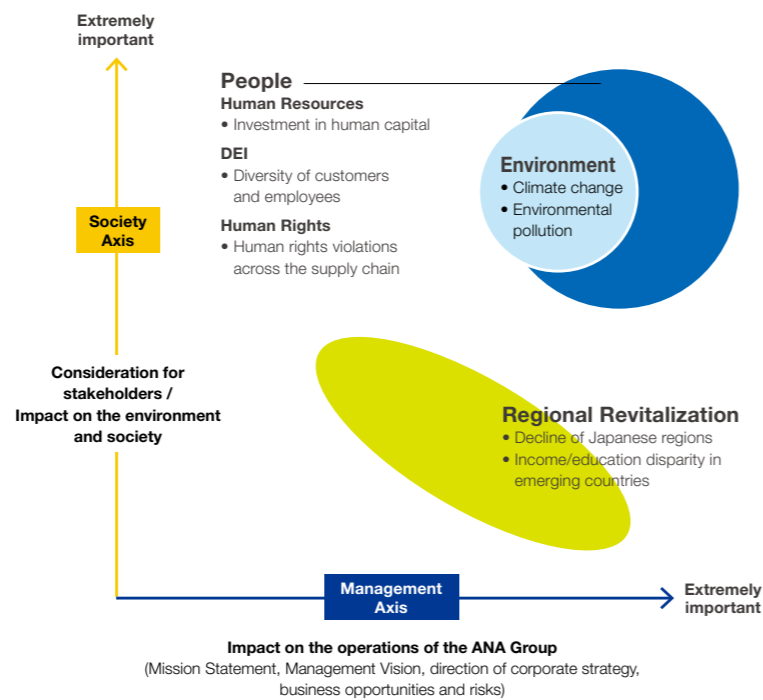 Extremely
important
People
Human Resources
• Investment in human capital
DEI
• Diversity of customers
and employees
Human Rights
• Human rights violations
across the supply chain
Environment
• Climate change
• Environmental
pollution
Society
Axis
Consideration for
stakeholders /
Impact on the environment
and society
Regional Revitalization
• Decline of Japanese regions
• Income/education disparity in
emerging countries
Management
Axis
Extremely
important
Impact on the operations of the ANA Group
(Mission Statement, Management Vision, direction of corporate strategy,
business opportunities and risks)